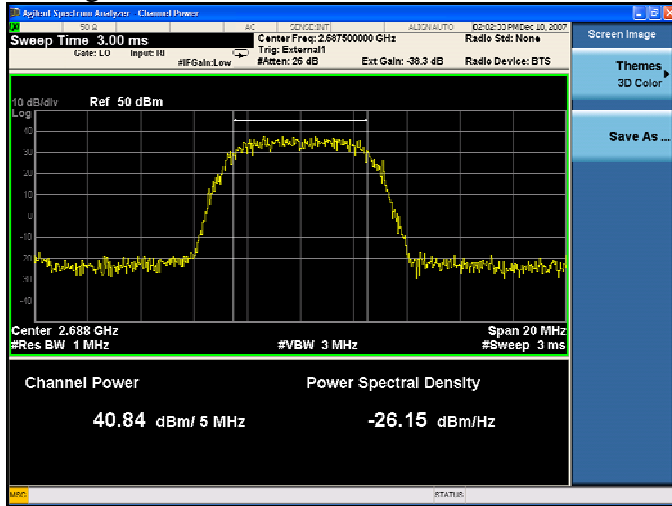 Agilent Spectrum Analyzer - Channel Power
50 Ω AC SENSE:INT ALIGN AUTO 02:02:33 PM Dec 10, 2007
Sweep Time 3.00 ms
Center Freq: 2.687500000 GHz
Radio Std: None
Gate: LO
Trig: External1
#IFGain:Low
#Atten: 26 dB
Ext Gain: -38.3 dB
Radio Device: BTS
10 dB/div Ref 50 dBm
Log
40
30
20
10
0
-10
-20
-30
-40
Center 2.688 GHz
Span 20 MHz
#Res BW 1 MHz
#VBW 3 MHz
#Sweep 3 ms
Channel Power
Power Spectral Density
40.84 dBm/ 5 MHz
-26.15 dBm/Hz
MSG
STATUS
Screen Image
Themes
3D Color
Save As ...